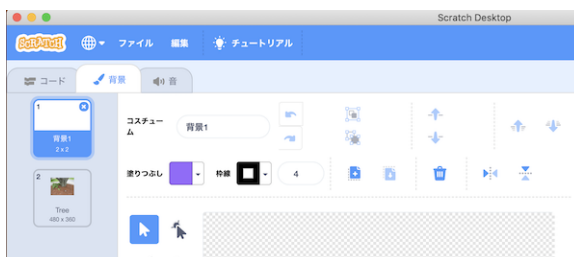 Scratch Desktop
SCRATCH ファイル 編集 チュートリアル
コード 背景 音
1
背景1
2 x 2
2
Tree
480 x 360
コスチュー
ム
背景1
塗りつぶし 枠線 4